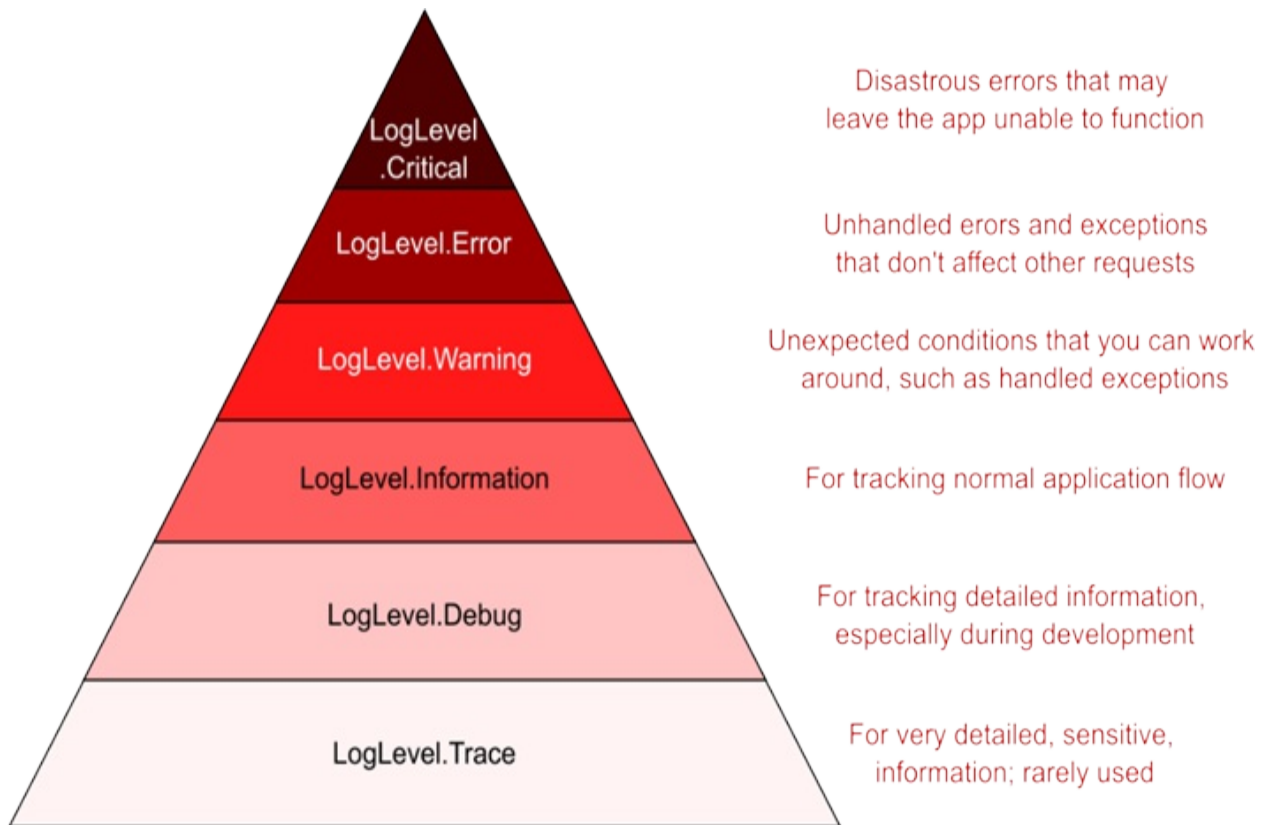 LogLevel
.Critical
Disastrous errors that may
leave the app unable to function
LogLevel.Error
Unhandled erors and exceptions
that don't affect other requests
LogLevel.Warning
Unexpected conditions that you can work
around, such as handled exceptions
LogLevel.Information
For tracking normal application flow
LogLevel.Debug
For tracking detailed information,
especially during development
LogLevel.Trace
For very detailed, sensitive,
information; rarely used